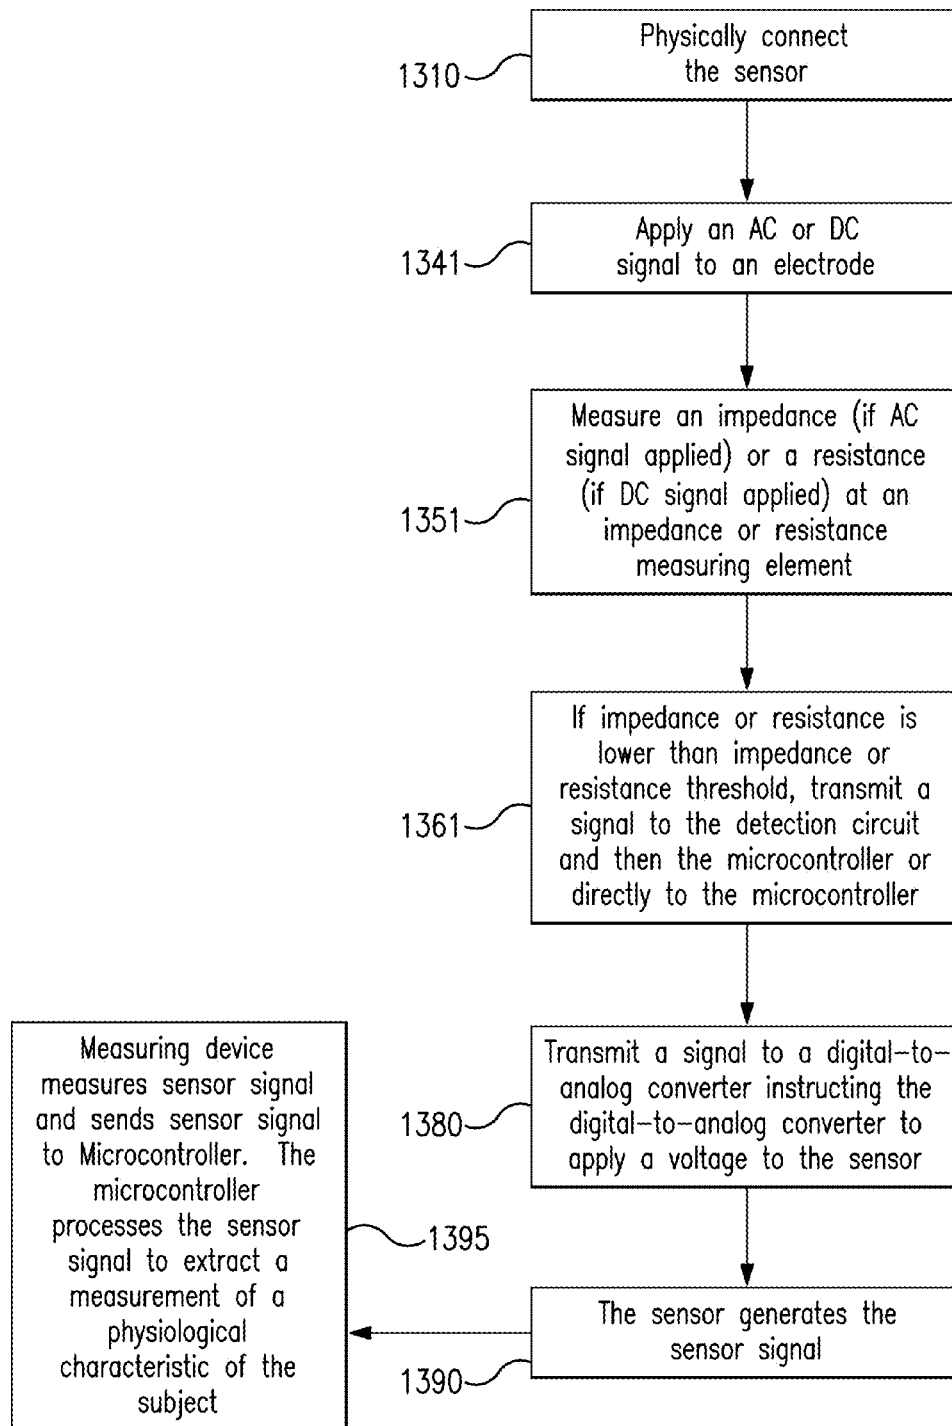 Physically connect
the sensor
1310
Apply an AC or DC
signal to an electrode
1341
Measure an impedance (if AC
signal applied) or a resistance
(if DC signal applied) at an
impedance or resistance
measuring element
1351
If impedance or resistance is
lower than impedance or
resistance threshold, transmit a
signal to the detection circuit
and then the microcontroller or
directly to the microcontroller
1361
Transmit a signal to a digital-to-
analog converter instructing the
digital-to-analog converter to
apply a voltage to the sensor
1380
The sensor generates the
sensor signal
1390
Measuring device
measures sensor signal
and sends sensor signal
to Microcontroller. The
microcontroller
processes the sensor
signal to extract a
measurement of a
physiological
characteristic of the
subject
1395